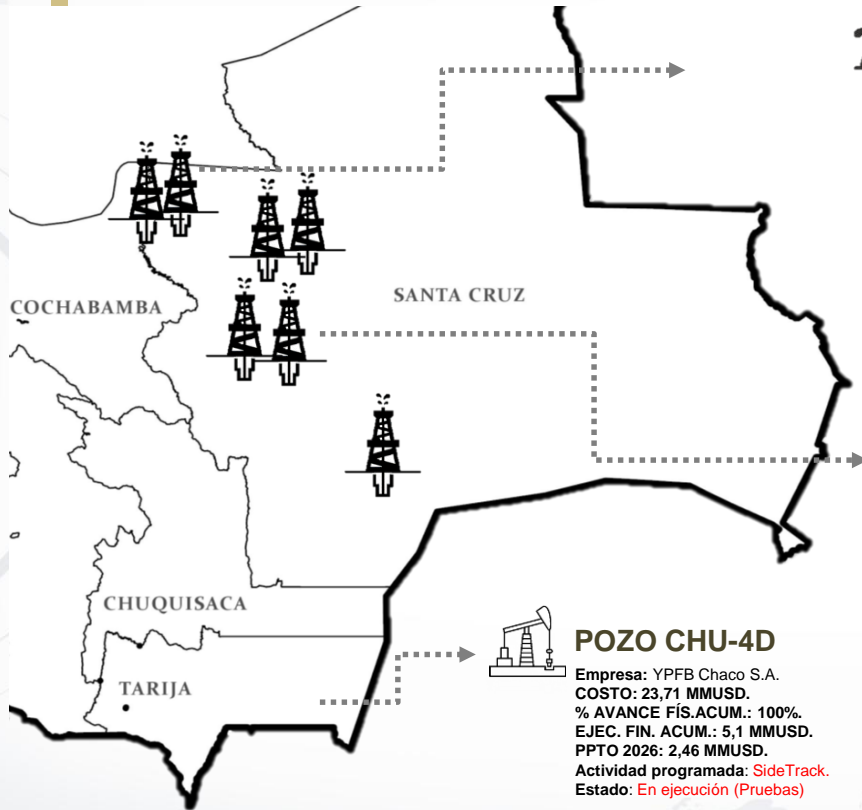 COCHABAMBA
SANTA CRUZ
CHUQUISACA
TARIJA
POZO CHU-4D
Empresa: YPFB Chaco S.A.
COSTO: 23,71 MMUSD.
% AVANCE FÍS.ACUM.: 100%.
EJEC. FIN. ACUM.: 5,1 MMUSD.
PPTO 2026: 2,46 MMUSD.
Actividad programada: SideTrack.
Estado: En ejecución (Pruebas)